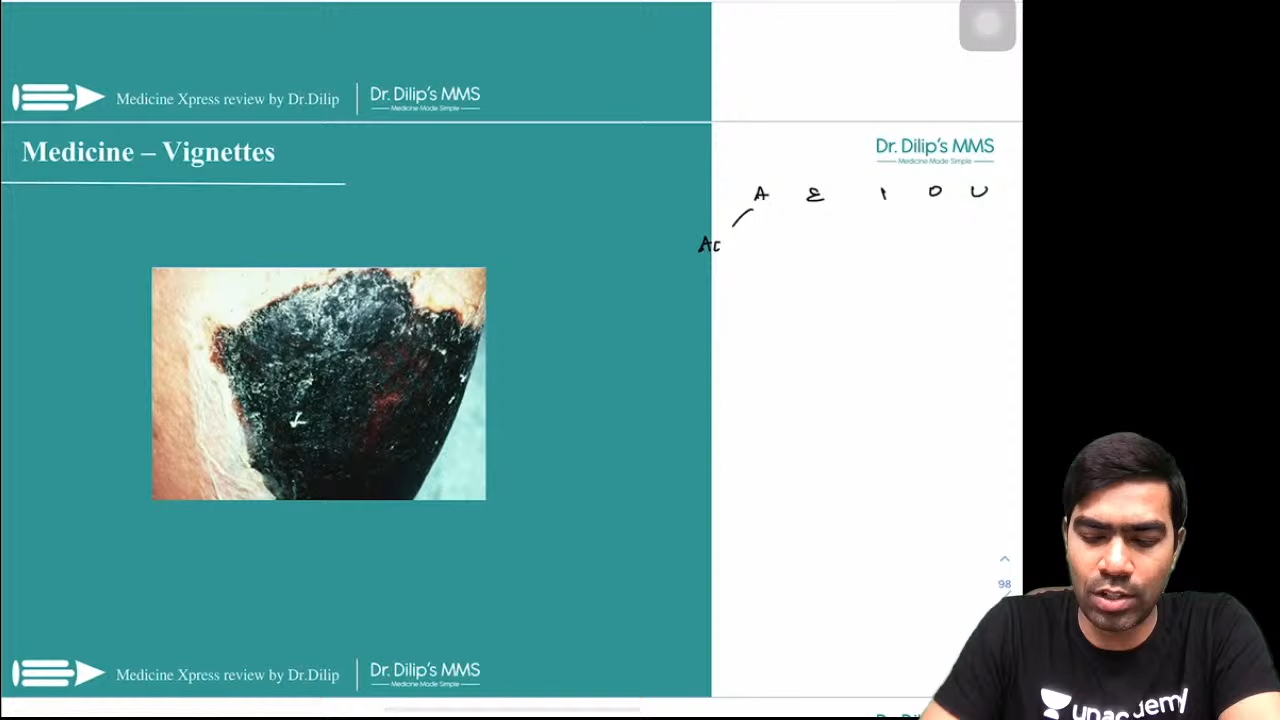 Medicine Xpress review by Dr.Dilip
Dr. Dilip's MMS
Medicine Made Simple
Medicine – Vignettes
Dr. Dilip's MMS
Medicine Made Simple
A E I O U
Ac
98
Medicine Xpress review by Dr.Dilip
Dr. Dilip's MMS
Medicine Made Simple
unacademy